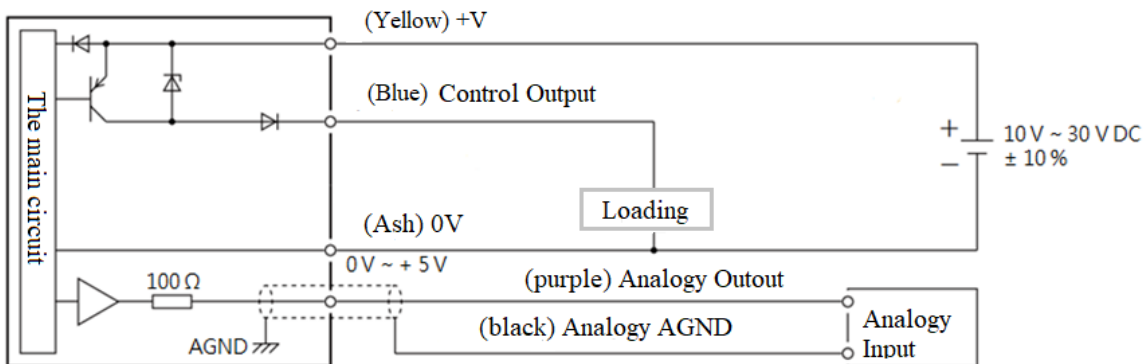 (Yellow) +V
(Blue) Control Output
The main circuit
+
−
10 V ~ 30 V DC
± 10 %
Loading
(Ash) 0V
0 V ~ + 5 V
100 Ω
(purple) Analogy Outout
(black) Analogy AGND
AGND
Analogy
Input